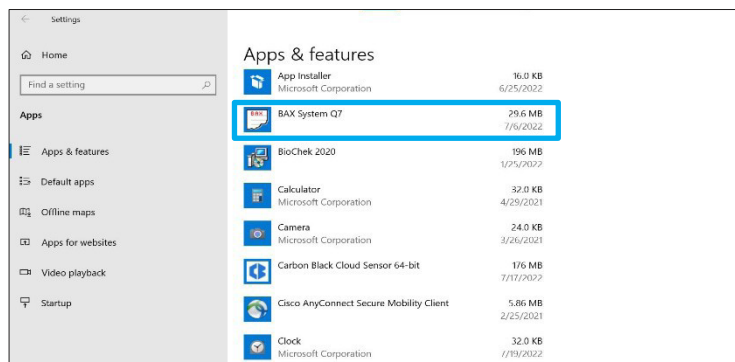 Settings
Home
Find a setting
Apps
Apps & features
Default apps
Offline maps
Apps for websites
Video playback
Startup
Apps & features
App Installer 16.0 KB
Microsoft Corporation 6/25/2022
BAX System Q7 29.6 MB
7/6/2022
BioChek 2020 196 MB
1/25/2022
Calculator 32.0 KB
Microsoft Corporation 4/29/2021
Camera 24.0 KB
Microsoft Corporation 3/26/2021
Carbon Black Cloud Sensor 64-bit 176 MB
7/17/2022
Cisco AnyConnect Secure Mobility Client 5.86 MB
2/25/2021
Clock 32.0 KB
Microsoft Corporation 7/19/2022